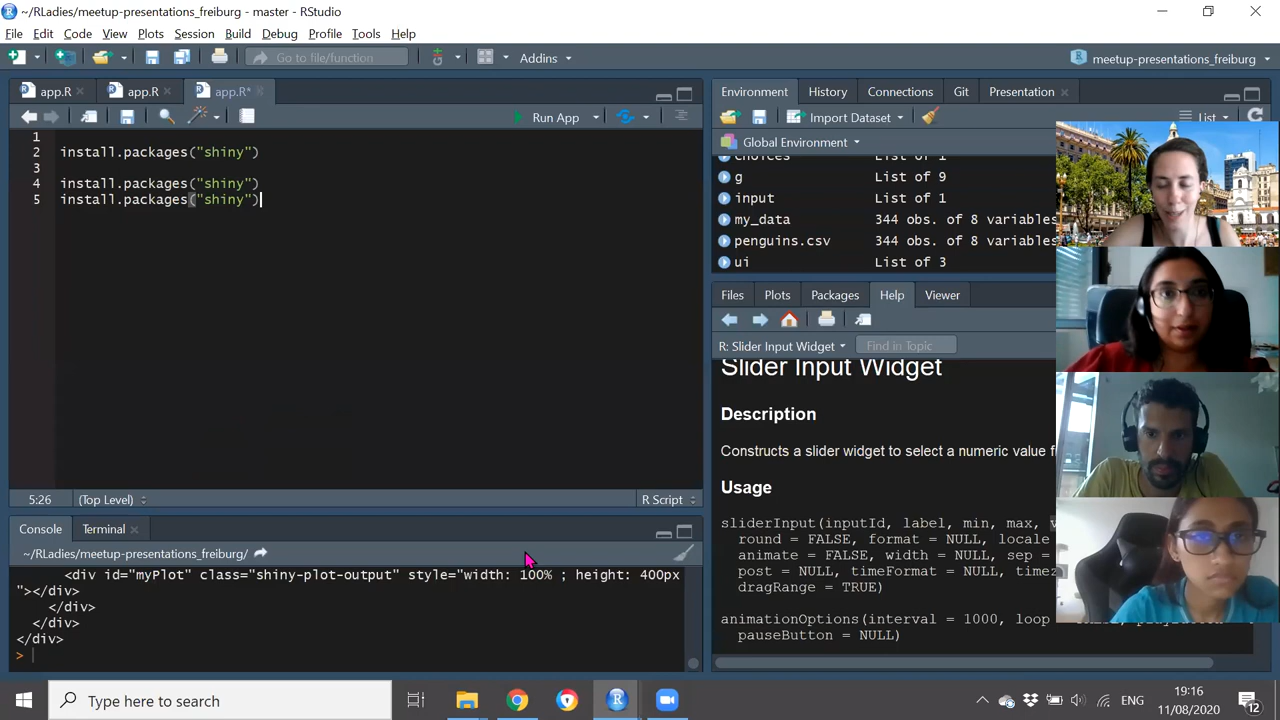 ~/RLadies/meetup-presentations_freiburg - master - RStudio
File Edit Code View Plots Session Build Debug Profile Tools Help
Go to file/function
Addins
meetup-presentations_freiburg
app.R
app.R
app.R*
Run App
1
2 install.packages("shiny")
3
4 install.packages("shiny")
5 install.packages("shiny")
5:26 (Top Level) R Script
Console Terminal
~/RLadies/meetup-presentations_freiburg/
<div id="myPlot" class="shiny-plot-output" style="width: 100% ; height: 400px
"></div>
</div>
</div>
</div>
>
Environment History Connections Git Presentation
Import Dataset List
Global Environment
choices List of 1
g List of 9
input List of 1
my_data 344 obs. of 8 variables
penguins.csv 344 obs. of 8 variables
ui List of 3
Files Plots Packages Help Viewer
R: Slider Input Widget Find in Topic
Slider Input Widget
Description
Constructs a slider widget to select a numeric value
Usage
sliderInput(inputId, label, min, max,
round = FALSE, format = NULL, locale
animate = FALSE, width = NULL, sep =
post = NULL, timeFormat = NULL,
dragRange = TRUE)
animationOptions(interval = 1000, loop
pauseButton = NULL)
Type here to search
ENG
19:16
11/08/2020
12